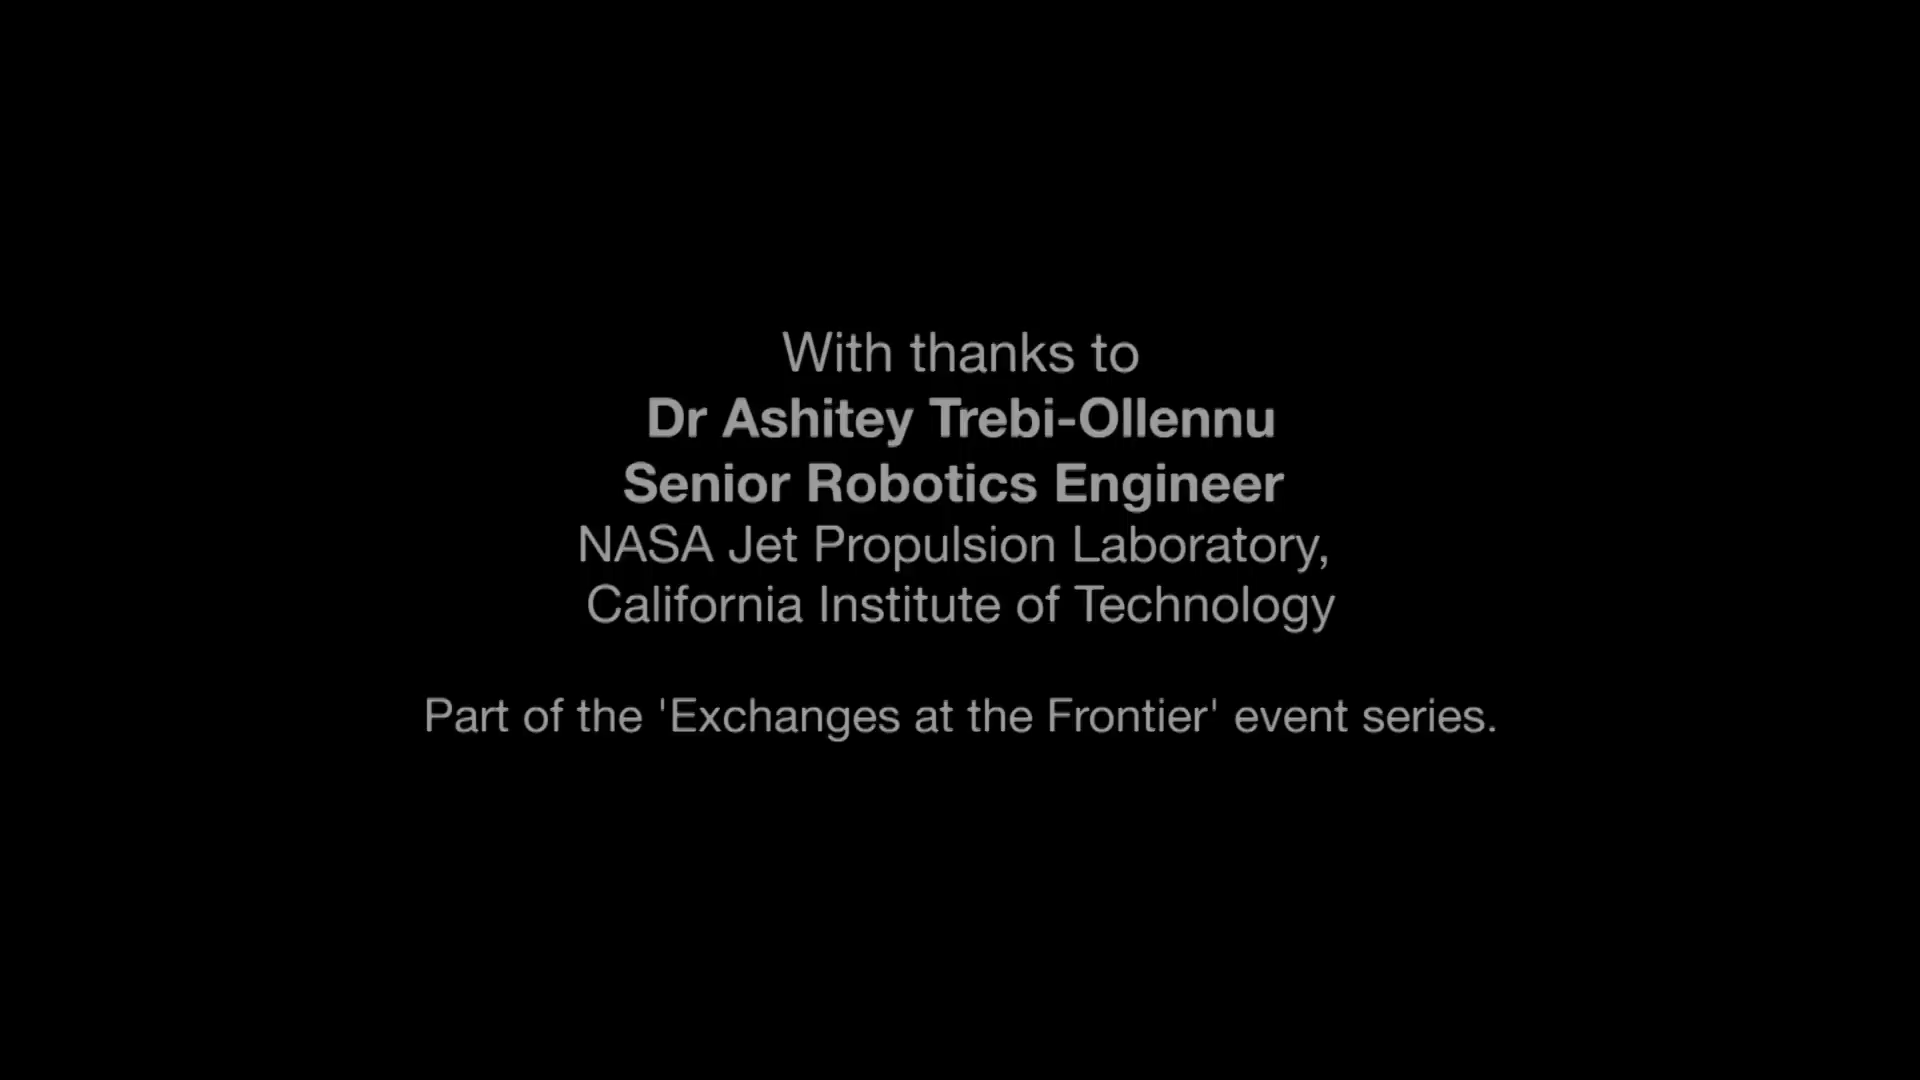 With thanks to
Dr Ashitey Trebi-Ollennu
Senior Robotics Engineer
NASA Jet Propulsion Laboratory,
California Institute of Technology
Part of the 'Exchanges at the Frontier' event series.